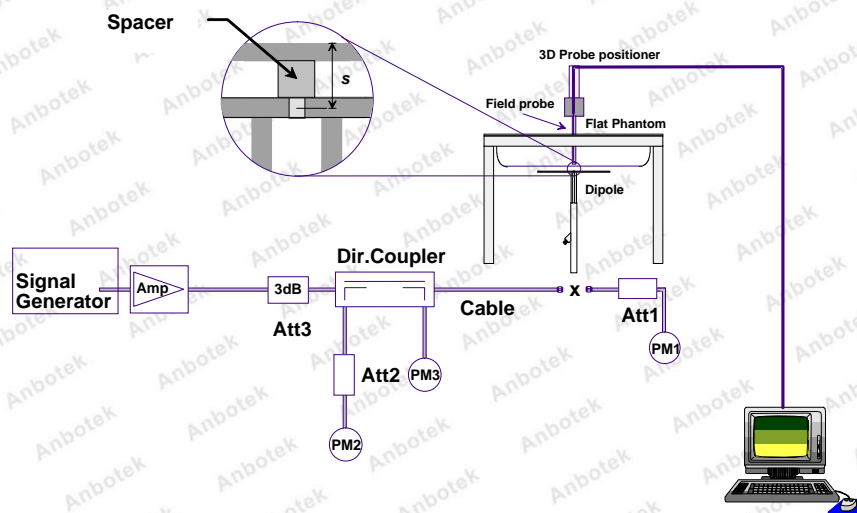 Spacer
s
3D Probe positioner
Field probe
Flat Phantom
Dipole
Dir.Coupler
Signal
Generator
Amp
3dB
Att3
Cable
x
Att1
PM1
Att2
PM3
PM2
Anbotek